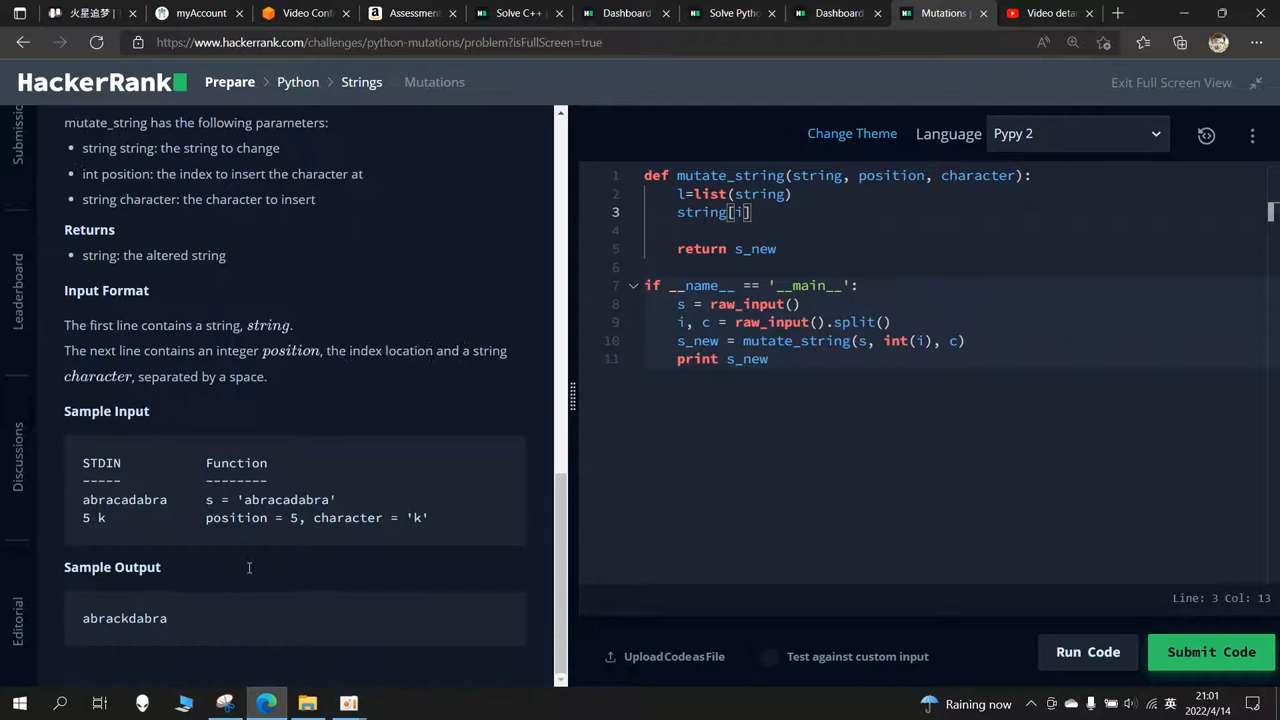 火星追梦
myAccount
Video Conf
Assessment
Solve C++
Dashboard
Solve Pytho
Dashboard
Mutations |
Video detai
https://www.hackerrank.com/challenges/python-mutations/problem?isFullScreen=true
HackerRank
Prepare > Python > Strings > Mutations
Exit Full Screen View
Submissio
Leaderboard
Discussions
Editorial
mutate_string has the following parameters:
• string string: the string to change
• int position: the index to insert the character at
• string character: the character to insert
Returns
• string: the altered string
Input Format
The first line contains a string, string.
The next line contains an integer position, the index location and a string
character, separated by a space.
Sample Input
STDIN Function
----- --------
abracadabra s = 'abracadabra'
5 k position = 5, character = 'k'
Sample Output
abrackdabra
Change Theme Language Pypy 2
1 def mutate_string(string, position, character):
2 l=list(string)
3 string[i]
4
5 return s_new
6
7 if __name__ == '__main__':
8 s = raw_input()
9 i, c = raw_input().split()
10 s_new = mutate_string(s, int(i), c)
11 print s_new
Line: 3 Col: 13
Upload Code as File
Test against custom input
Run Code
Submit Code
Raining now
英
21:01
2022/4/14